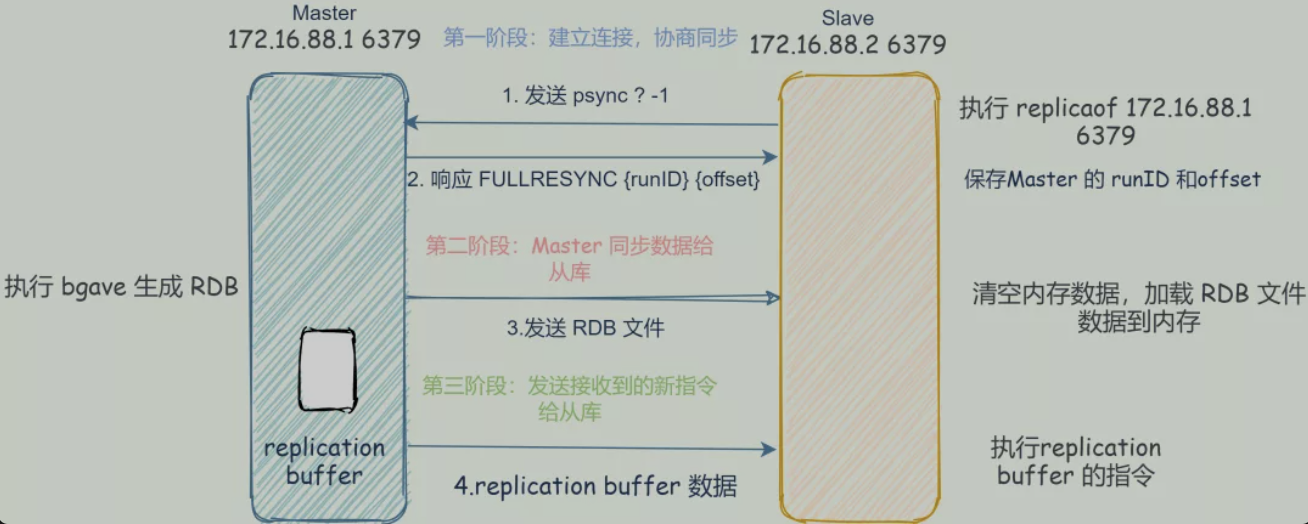 Master
172.16.88.1 6379
第一阶段：建立连接，协商同步
Slave
172.16.88.2 6379
1. 发送 psync ? -1
执行 replicaof 172.16.88.1
6379
2. 响应 FULLRESYNC {runID} {offset}
保存Master 的 runID 和offset
第二阶段：Master 同步数据给
从库
执行 bgave 生成 RDB
清空内存数据，加载 RDB 文件
数据到内存
3.发送 RDB 文件
第三阶段：发送接收到的新指令
给从库
replication
buffer
4.replication buffer 数据
执行replication
buffer 的指令